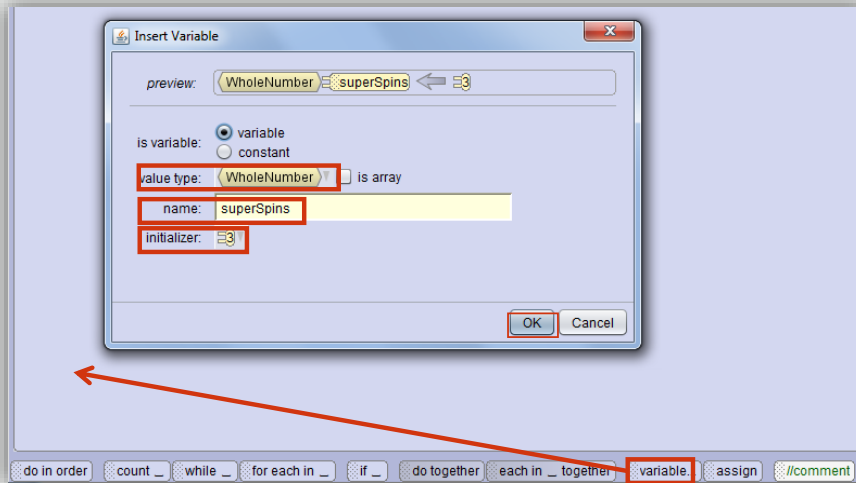 Insert Variable
preview: WholeNumber superSpins 3
is variable: variable
constant
value type: WholeNumber is array
name: superSpins
initializer: 3
OK Cancel
do in order count _ while _ for each in _ if _ do together each in _ together variable... assign //comment